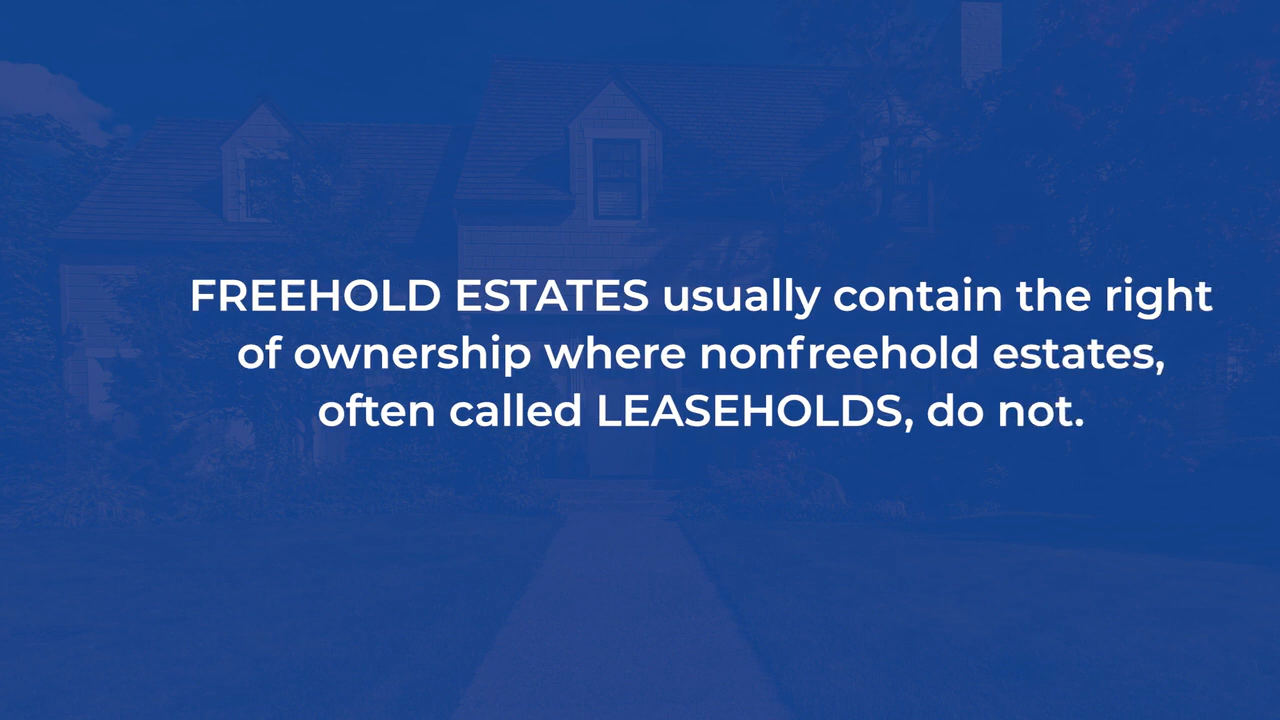 FREEHOLD ESTATES usually contain the right
of ownership where nonfreehold estates,
often called LEASEHOLDS, do not.